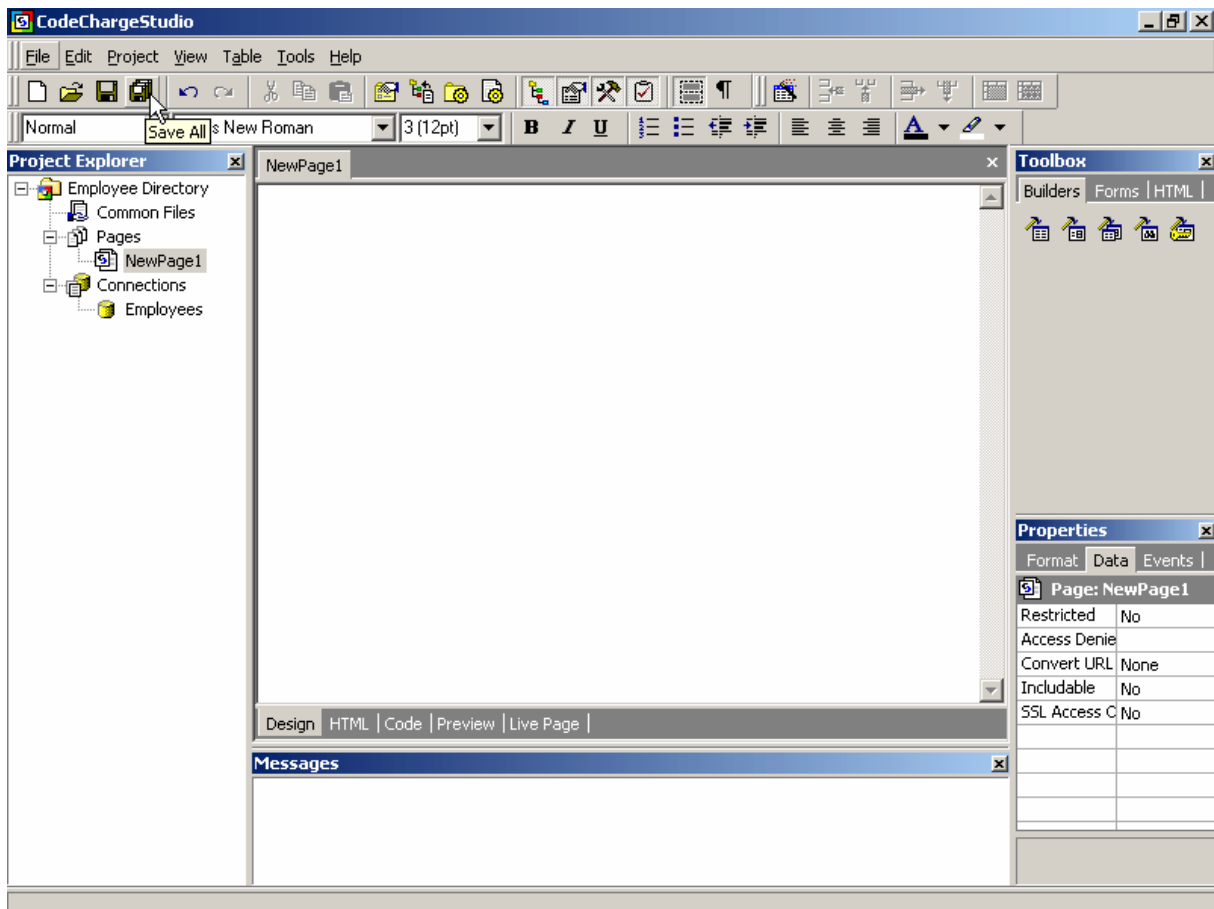 CodeChargeStudio
File Edit Project View Table Tools Help
Normal s New Roman 3 (12pt) B I U A
Save All
Project Explorer
Employee Directory
Common Files
Pages
NewPage1
Connections
Employees
NewPage1
Design HTML Code Preview Live Page
Messages
Toolbox
Builders Forms HTML
Properties
Format Data Events
Page: NewPage1
Restricted No
Access Denie
Convert URL None
Includable No
SSL Access C No